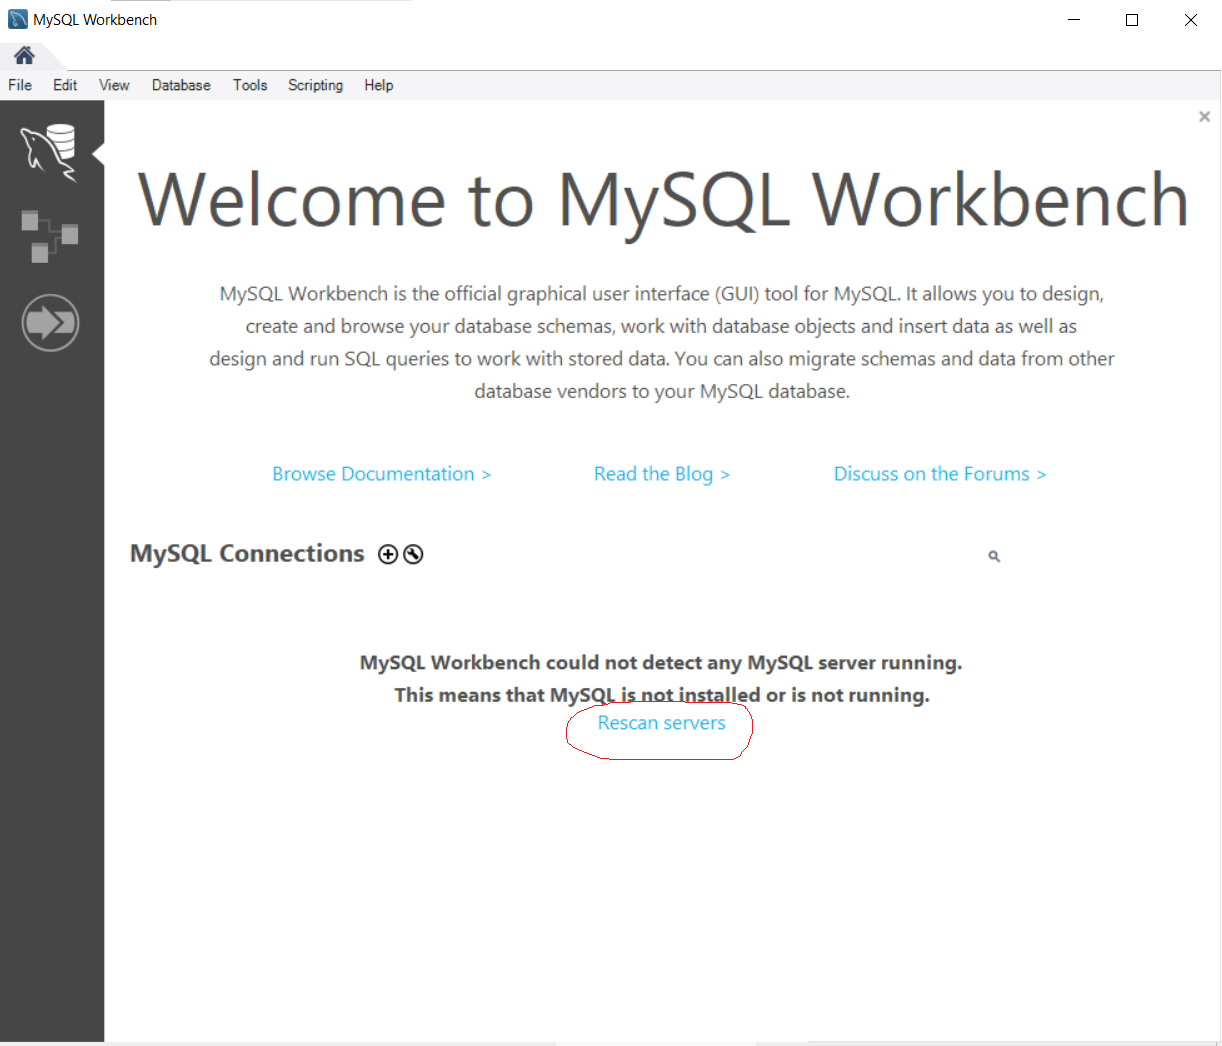 MySQL Workbench
File Edit View Database Tools Scripting Help
Welcome to MySQL Workbench
MySQL Workbench is the official graphical user interface (GUI) tool for MySQL. It allows you to design,
create and browse your database schemas, work with database objects and insert data as well as
design and run SQL queries to work with stored data. You can also migrate schemas and data from other
database vendors to your MySQL database.
Browse Documentation > Read the Blog > Discuss on the Forums >
MySQL Connections
MySQL Workbench could not detect any MySQL server running.
This means that MySQL is not installed or is not running.
Rescan servers